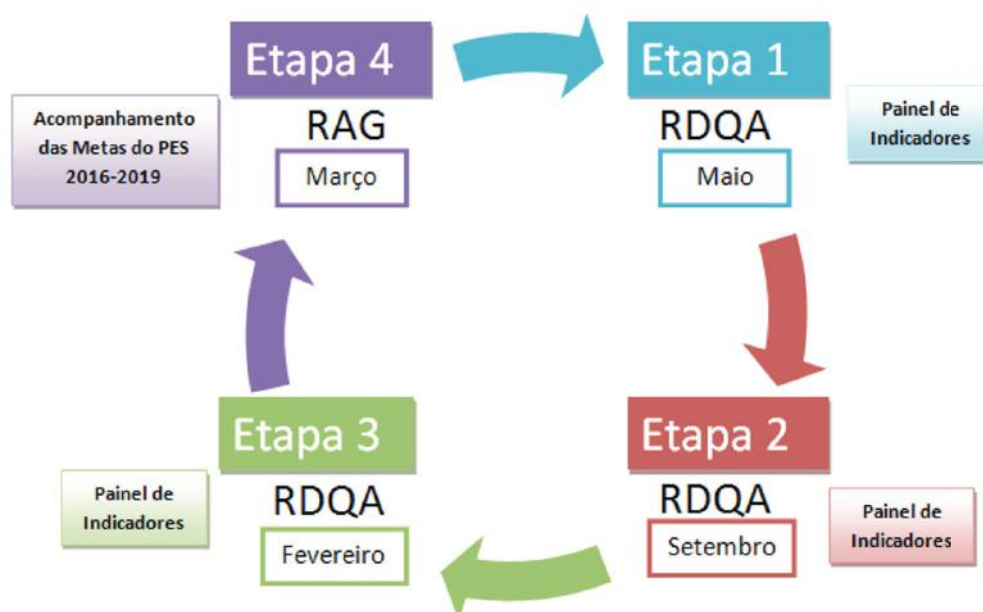 Etapa 4
RAG
Março
Acompanhamento
das Metas do PES
2016-2019
Etapa 1
RDQA
Maio
Painel de
Indicadores
Etapa 3
RDQA
Fevereiro
Painel de
Indicadores
Etapa 2
RDQA
Setembro
Painel de
Indicadores